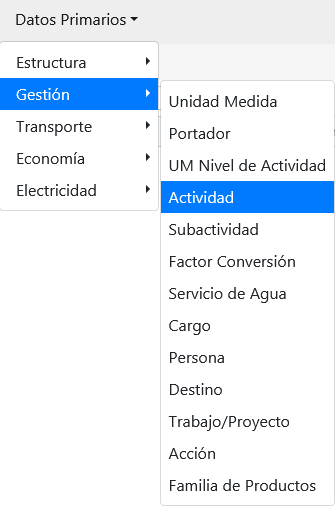 Datos Primarios
Estructura
Gestión
Transporte
Economía
Electricidad
Unidad Medida
Portador
UM Nivel de Actividad
Actividad
Subactividad
Factor Conversión
Servicio de Agua
Cargo
Persona
Destino
Trabajo/Proyecto
Acción
Familia de Productos